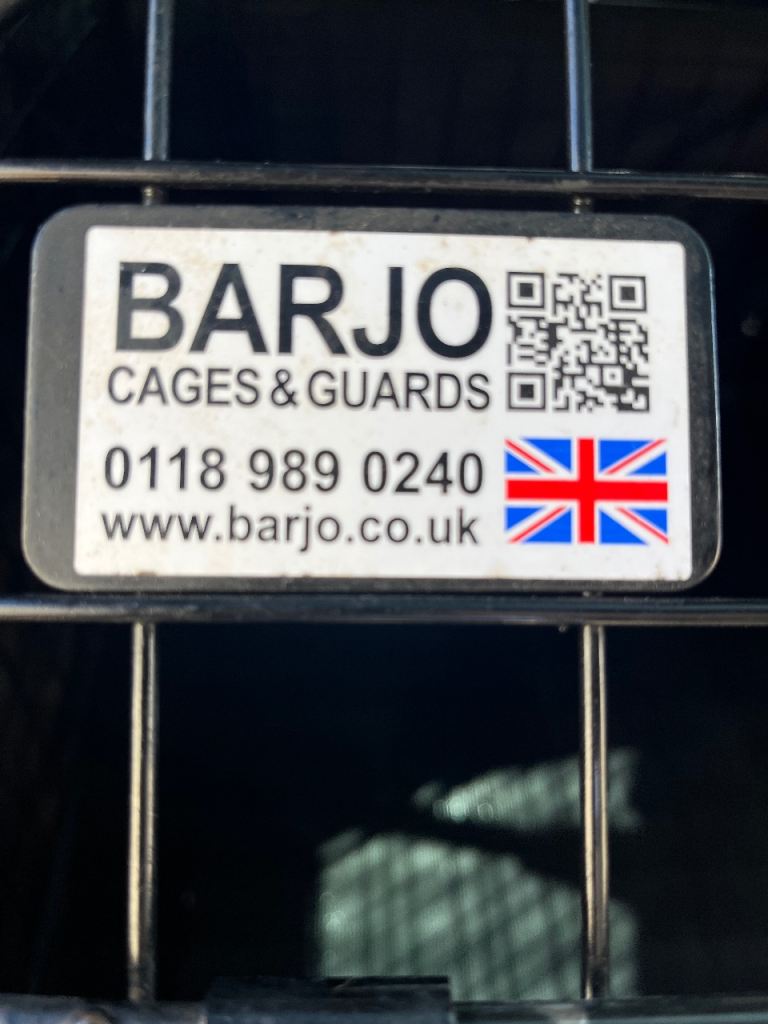 BARJO
CAGES & GUARDS
0118 989 0240
www.barjo.co.uk